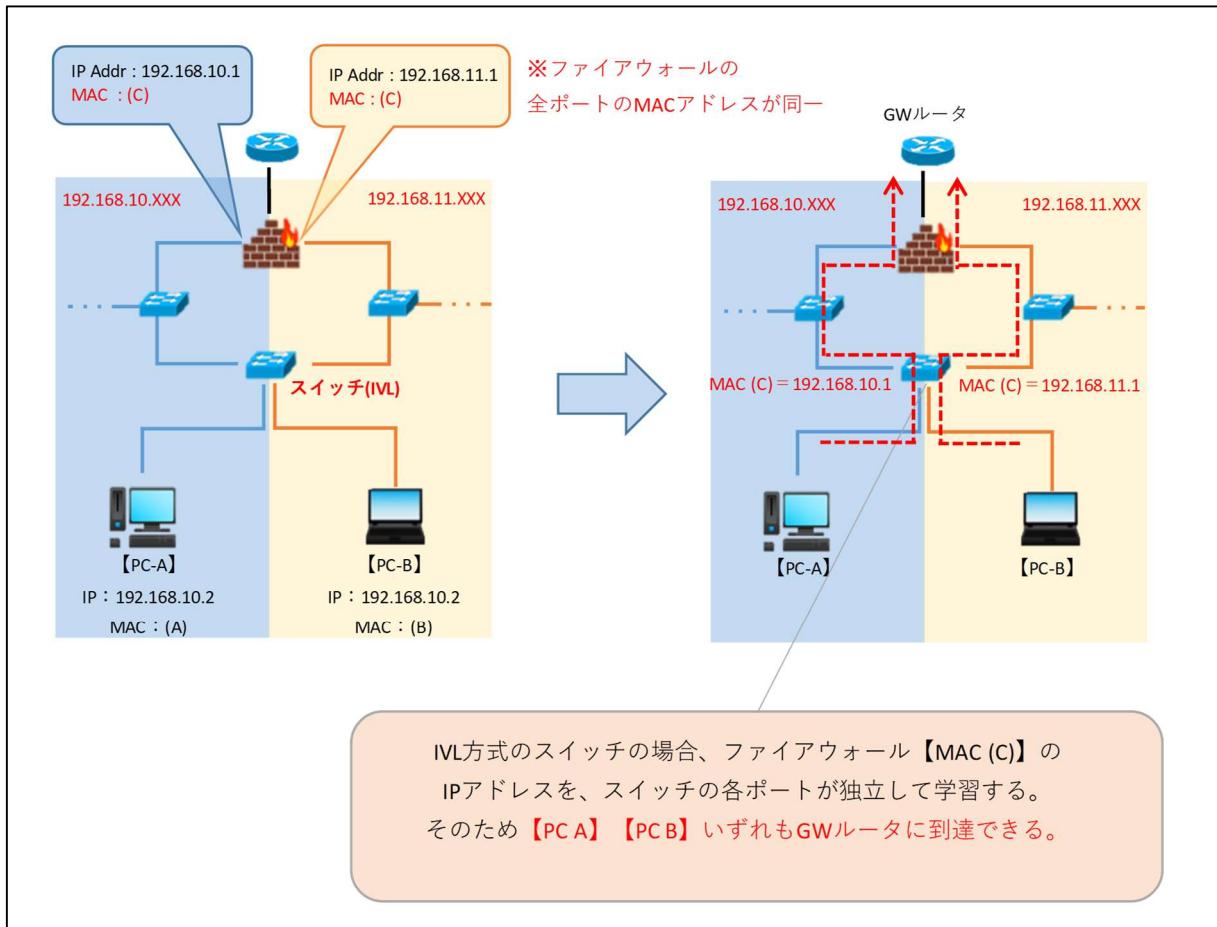 IP Addr : 192.168.10.1
MAC : (C)
IP Addr : 192.168.11.1
MAC : (C)
※ファイアウォールの
全ポートのMACアドレスが同一
192.168.10.XXX
192.168.11.XXX
スイッチ(IVL)
【PC-A】
IP：192.168.10.2
MAC：(A)
【PC-B】
IP：192.168.10.2
MAC：(B)
GWルータ
192.168.10.XXX
192.168.11.XXX
MAC (C)＝192.168.10.1
MAC (C)＝192.168.11.1
【PC-A】
【PC-B】
IVL方式のスイッチの場合、ファイアウォール【MAC (C)】の
IPアドレスを、スイッチの各ポートが独立して学習する。
そのため【PC A】【PC B】いずれもGWルータに到達できる。